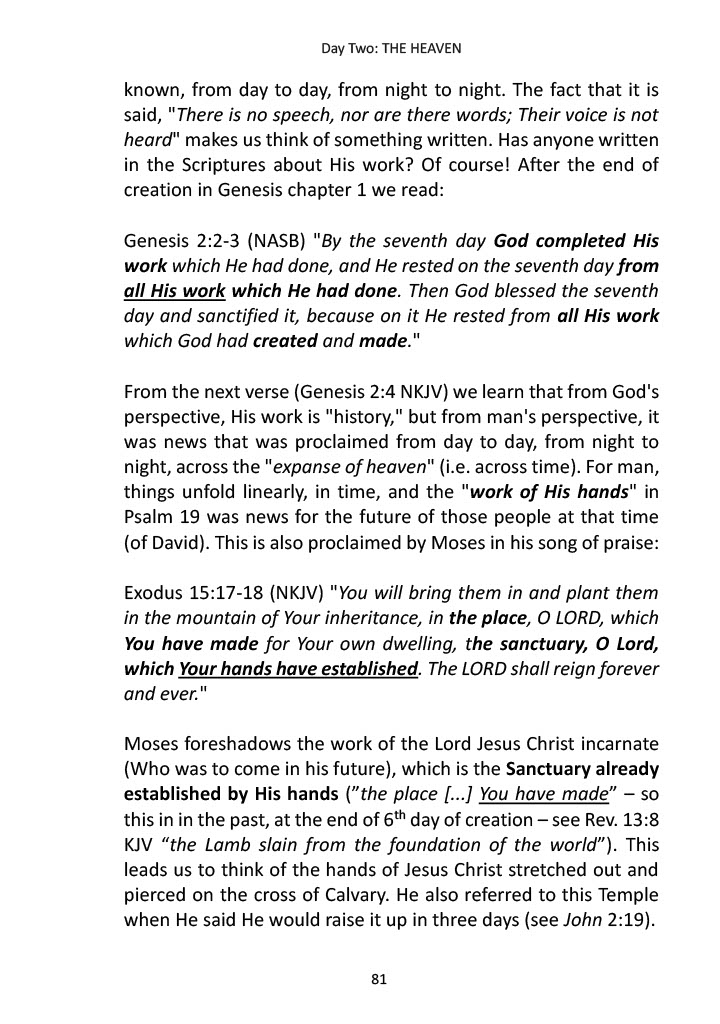 Day Two: THE HEAVEN
known, from day to day, from night to night. The fact that it is
said, "There is no speech, nor are there words; Their voice is not
heard" makes us think of something written. Has anyone written
in the Scriptures about His work? Of course! After the end of
creation in Genesis chapter 1 we read:
Genesis 2:2-3 (NASB) "By the seventh day God completed His
work which He had done, and He rested on the seventh day from
all His work which He had done. Then God blessed the seventh
day and sanctified it, because on it He rested from all His work
which God had created and made."
From the next verse (Genesis 2:4 NKJV) we learn that from God's
perspective, His work is "history," but from man's perspective, it
was news that was proclaimed from day to day, from night to
night, across the "expanse of heaven" (i.e. across time). For man,
things unfold linearly, in time, and the "work of His hands" in
Psalm 19 was news for the future of those people at that time
(of David). This is also proclaimed by Moses in his song of praise:
Exodus 15:17-18 (NKJV) "You will bring them in and plant them
in the mountain of Your inheritance, in the place, O LORD, which
You have made for Your own dwelling, the sanctuary, O Lord,
which Your hands have established. The LORD shall reign forever
and ever."
Moses foreshadows the work of the Lord Jesus Christ incarnate
(Who was to come in his future), which is the Sanctuary already
established by His hands (”the place [...] You have made” – so
this in in the past, at the end of 6th day of creation – see Rev. 13:8
KJV “the Lamb slain from the foundation of the world”). This
leads us to think of the hands of Jesus Christ stretched out and
pierced on the cross of Calvary. He also referred to this Temple
when He said He would raise it up in three days (see John 2:19).
81